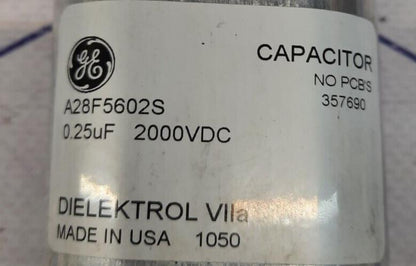 GE
CAPACITOR
NO PCB'S
A28F5602S
357690
0.25uF 2000VDC
DIELEKTROL VIIa
MADE IN USA 1050